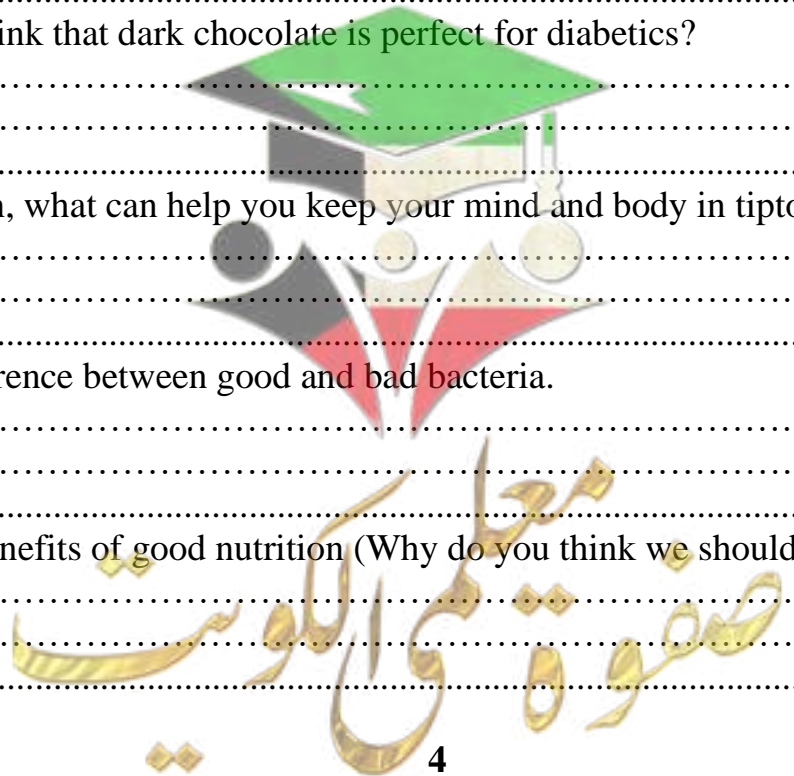 ink that dark chocolate is perfect for diabetics?
…………………………………………………………
…………………………………………………………
............................................................
, what can help you keep your mind and body in tipto
…………………………………………………………
…………………………………………………………
............................................................
rence between good and bad bacteria.
…………………………………………………………
…………………………………………………………
............................................................
nefits of good nutrition (Why do you think we should
…………………………………………………………
…………………………………………………………
............................................................
صفوة معلمى الكويت
4